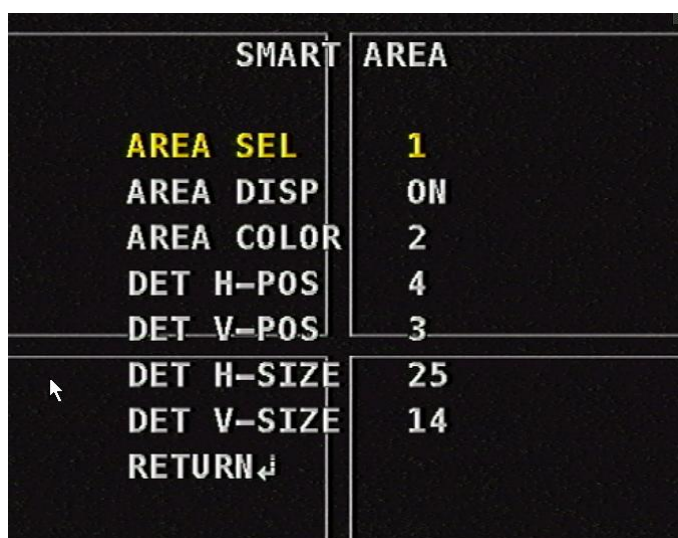 SMART AREA
AREA SEL 1
AREA DISP ON
AREA COLOR 2
DET H-POS 4
DET V-POS 3
DET H-SIZE 25
DET V-SIZE 14
RETURN↲